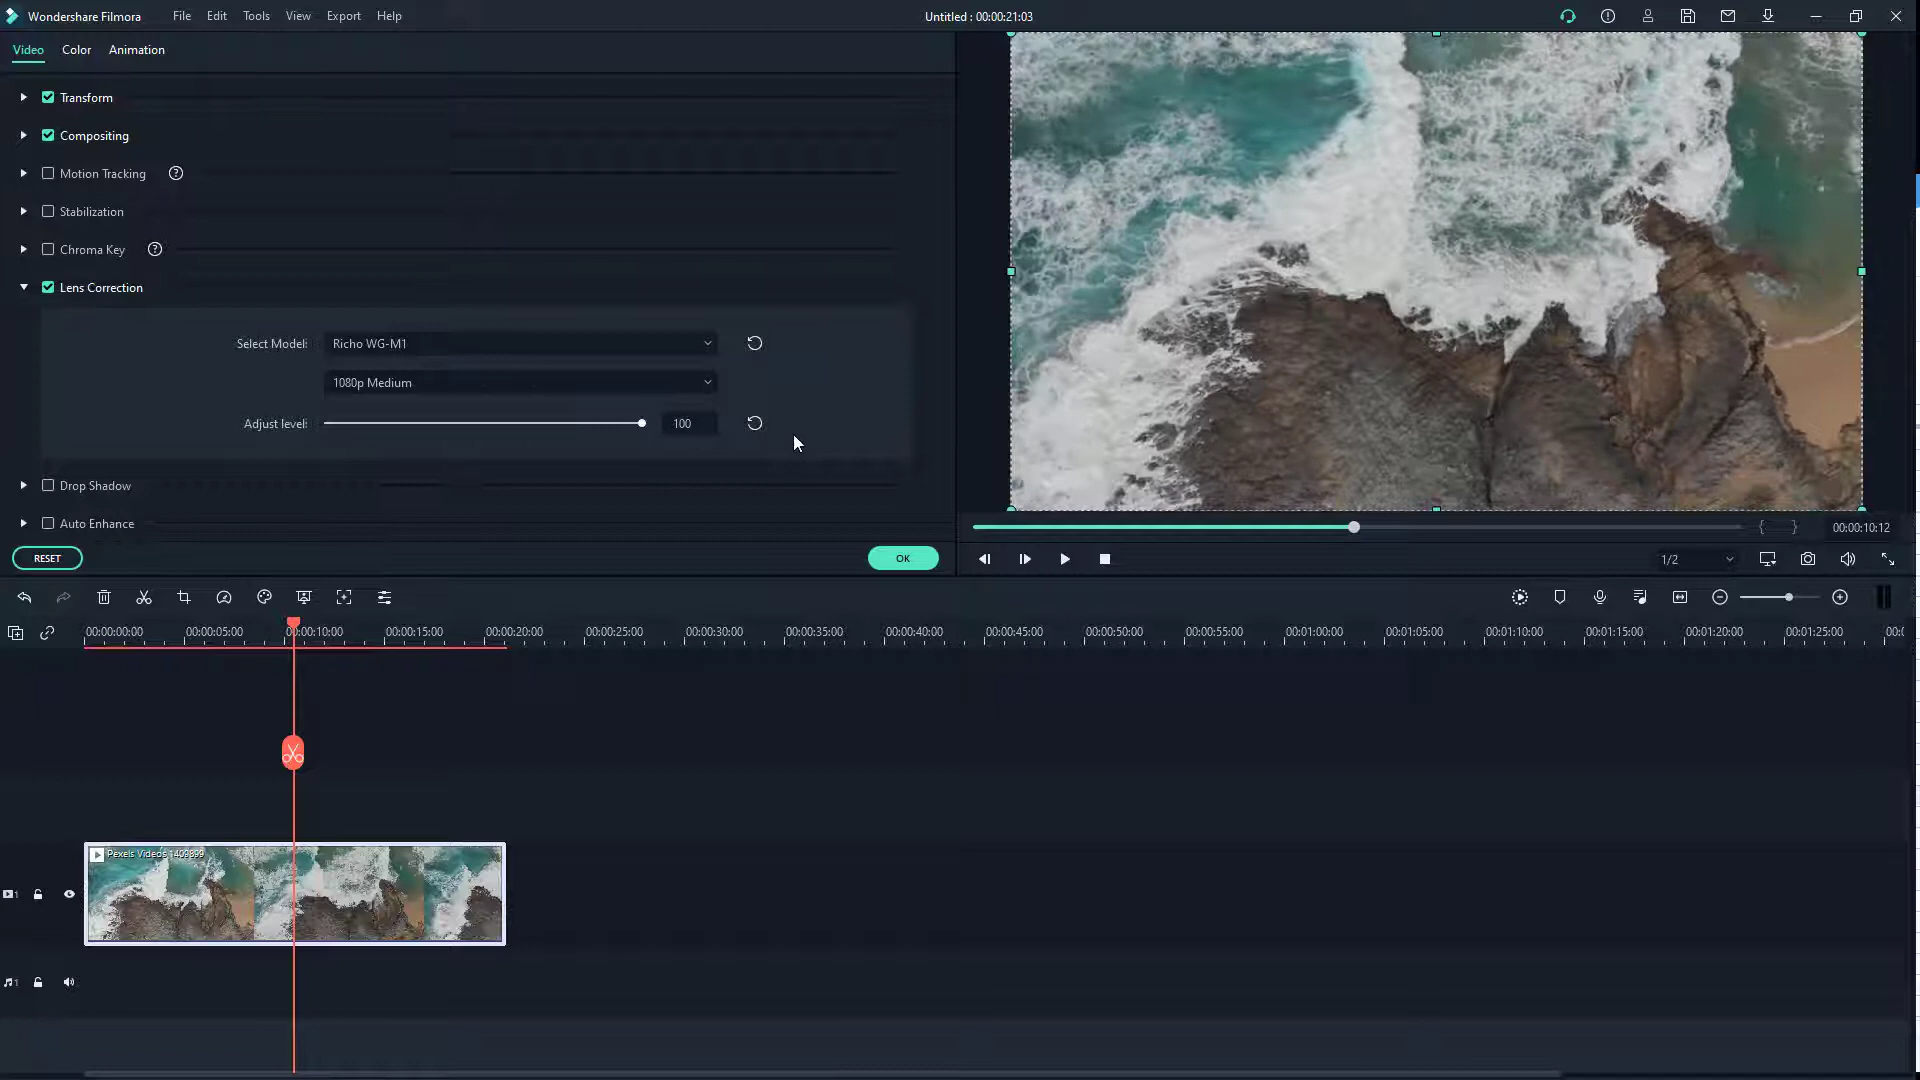 Wondershare Filmora File Edit Tools View Export Help Untitled : 00:00:21:03
Video Color Animation
Transform
Compositing
Motion Tracking ?
Stabilization
Chroma Key ?
Lens Correction
Select Model: Richo WG-M1
1080p Medium
Adjust level: 100
Drop Shadow
Auto Enhance
RESET OK
{ } 00:00:10:12
1/2
00:00:00:00 00:00:05:00 00:00:10:00 00:00:15:00 00:00:20:00 00:00:25:00 00:00:30:00 00:00:35:00 00:00:40:00 00:00:45:00 00:00:50:00 00:00:55:00 00:01:00:00 00:01:05:00 00:01:10:00 00:01:15:00 00:01:20:00 00:01:25:00 00:0
Pexels Videos 1409899
1
1